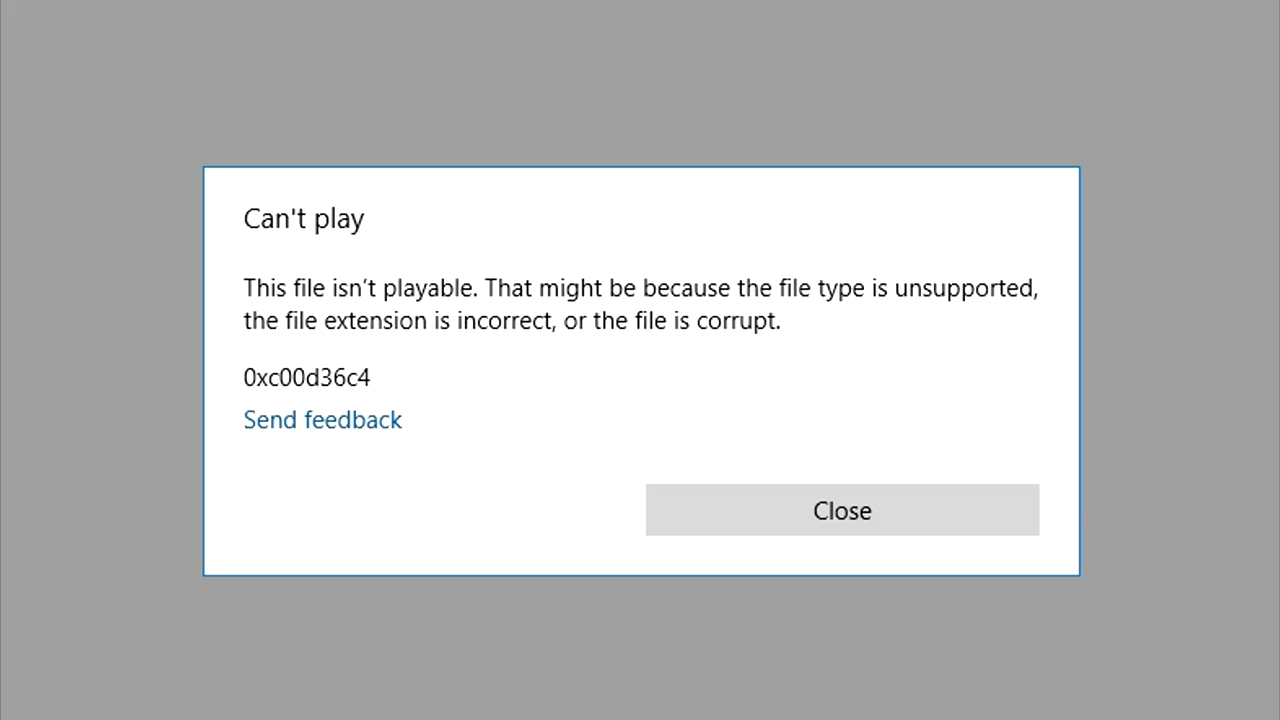 Can't play
This file isn’t playable. That might be because the file type is unsupported,
the file extension is incorrect, or the file is corrupt.
0xc00d36c4
Send feedback
Close